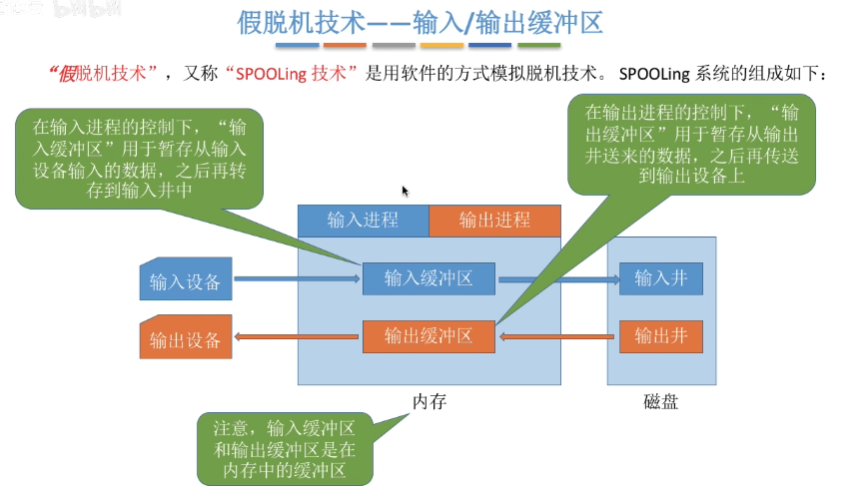 假脱机技术——输入/输出缓冲区
“假脱机技术”，又称“SPOOLing 技术”是用软件的方式模拟脱机技术。SPOOLing 系统的组成如下：
在输入进程的控制下，“输
入缓冲区”用于暂存从输入
设备输入的数据，之后再转
存到输入井中
在输出进程的控制下，“输
出缓冲区”用于暂存从输出
井送来的数据，之后再传送
到输出设备上
输入进程
输出进程
输入设备
输入缓冲区
输入井
输出设备
输出缓冲区
输出井
内存
磁盘
注意，输入缓冲区
和输出缓冲区是在
内存中的缓冲区